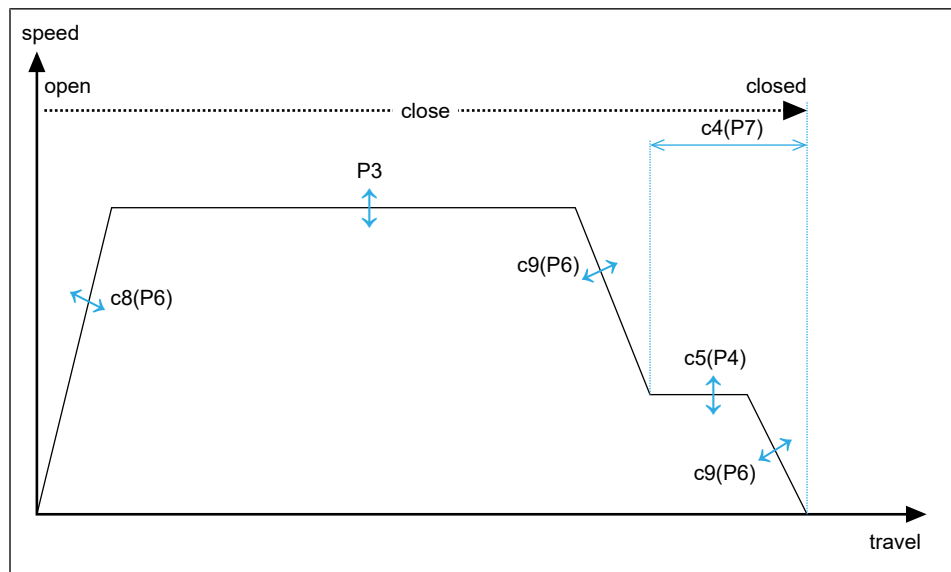 speed
open
closed
close
c4(P7)
P3
c9(P6)
c8(P6)
c5(P4)
c9(P6)
travel